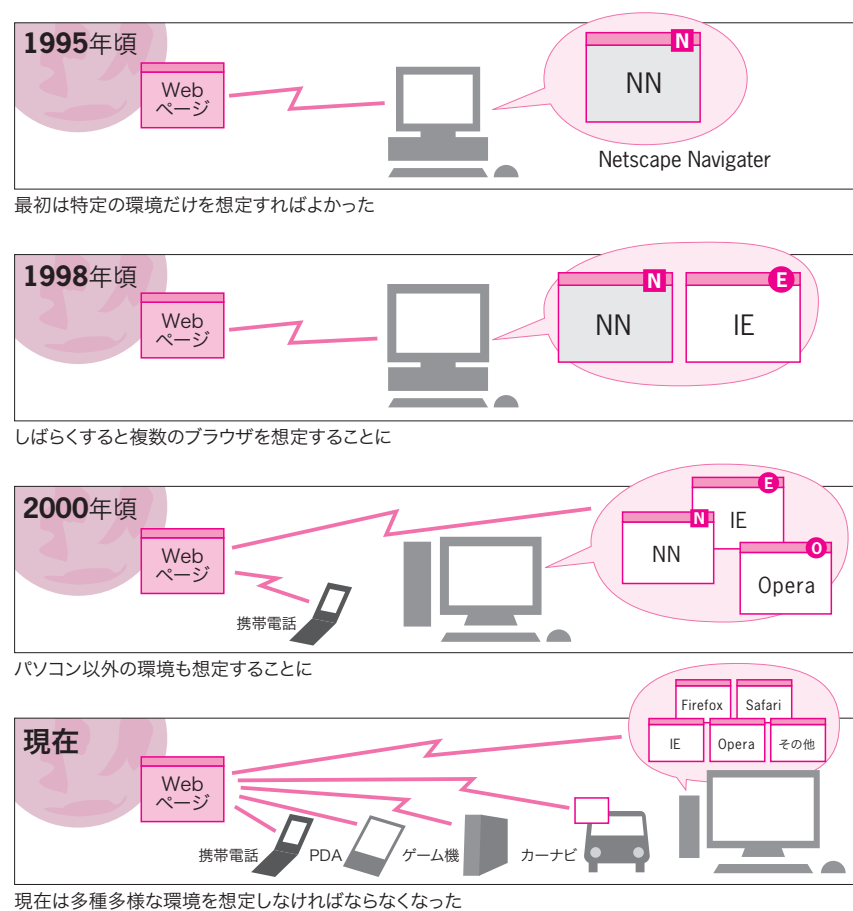 1995年頃
Web
ページ
N
NN
Netscape Navigater
最初は特定の環境だけを想定すればよかった
1998年頃
Web
ページ
N
NN
E
IE
しばらくすると複数のブラウザを想定することに
2000年頃
Web
ページ
携帯電話
E
IE
N
NN
O
Opera
パソコン以外の環境も想定することに
現在
Web
ページ
携帯電話
PDA
ゲーム機
カーナビ
Firefox
Safari
IE
Opera
その他
現在は多種多様な環境を想定しなければならなくなった